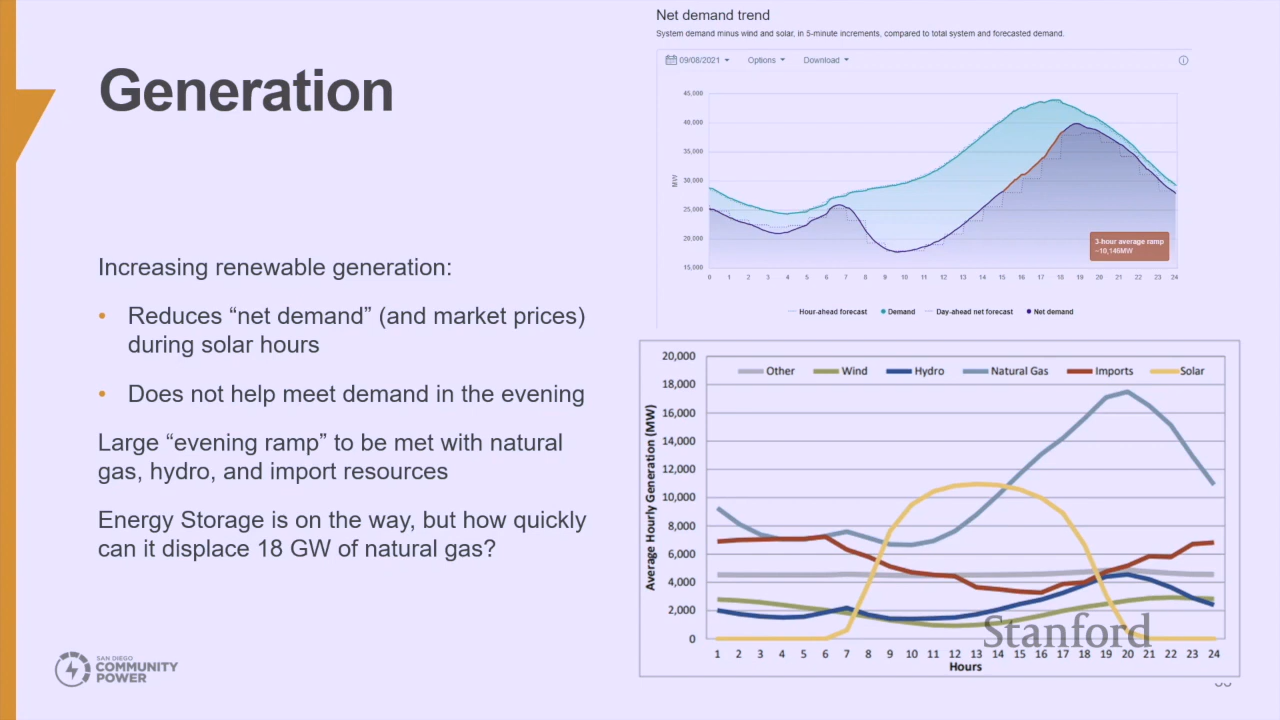 Generation
Increasing renewable generation:
• Reduces “net demand” (and market prices)
during solar hours
• Does not help meet demand in the evening
Large “evening ramp” to be met with natural
gas, hydro, and import resources
Energy Storage is on the way, but how quickly
can it displace 18 GW of natural gas?
SAN DIEGO
COMMUNITY
POWER
Net demand trend
System demand minus wind and solar, in 5-minute increments, compared to total system and forecasted demand.
09/08/2021 Options Download
45,000
40,000
35,000
30,000
25,000
20,000
15,000
MW
3-hour average ramp
~10,146MW
0 1 2 3 4 5 6 7 8 9 10 11 12 13 14 15 16 17 18 19 20 21 22 23 24
Hour-ahead forecast Demand Day-ahead net forecast Net demand
Other Wind Hydro Natural Gas Imports Solar
Average Hourly Generation (MW)
20,000
18,000
16,000
14,000
12,000
10,000
8,000
6,000
4,000
2,000
0
1 2 3 4 5 6 7 8 9 10 11 12 13 14 15 16 17 18 19 20 21 22 23 24
Hours
Stanford